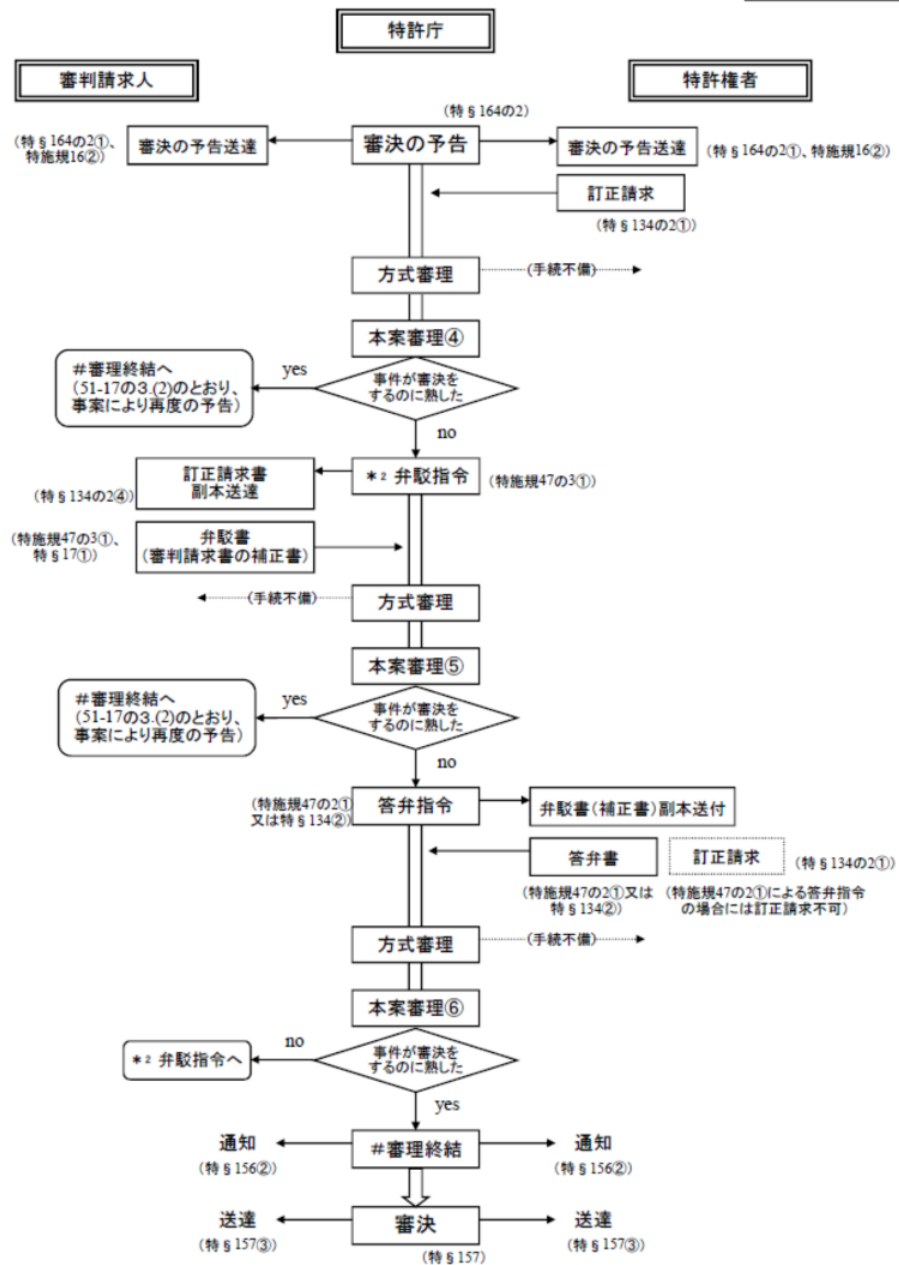 特許庁
審判請求人
特許権者
(特§164の2)
(特§164の2①、
特施規16②)
審決の予告送達
審決の予告
審決の予告送達
(特§164の2①、特施規16②)
訂正請求
(特§134の2①)
方式審理
(手続不備)
本案審理④
#審理終結へ
(51-17の3.(2)のとおり、
事案により再度の予告)
yes
事件が審決を
するのに熟した
no
訂正請求書
副本送達
(特§134の2④)
*2 弁駁指令
(特施規47の3①)
(特施規47の3①、
特§17①)
弁駁書
(審判請求書の補正書)
(手続不備)
方式審理
本案審理⑤
#審理終結へ
(51-17の3.(2)のとおり、
事案により再度の予告)
yes
事件が審決を
するのに熟した
no
(特施規47の2①
又は特§134②)
答弁指令
弁駁書(補正書)副本送付
答弁書
訂正請求
(特§134の2①)
(特施規47の2①又は
特§134②)
(特施規47の2①による答弁指令
の場合には訂正請求不可)
方式審理
(手続不備)
本案審理⑥
*2 弁駁指令へ
no
事件が審決を
するのに熟した
yes
通知
(特§156②)
#審理終結
通知
(特§156②)
送達
(特§157③)
審決
(特§157)
送達
(特§157③)